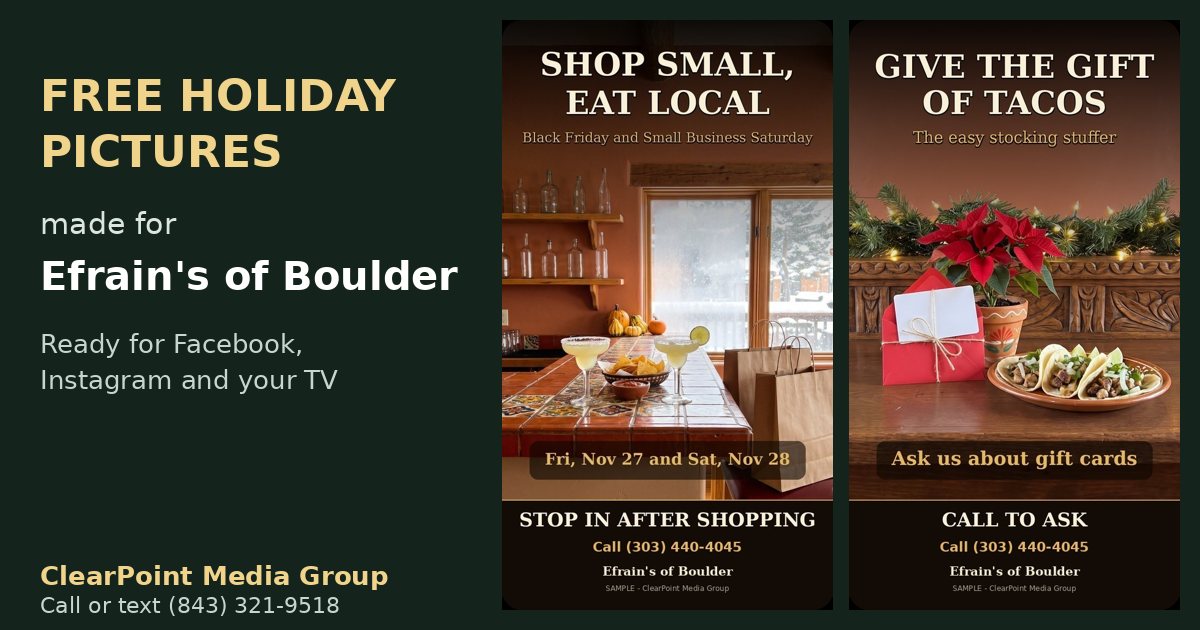 FREE HOLIDAY
PICTURES
made for
Efrain's of Boulder
Ready for Facebook,
Instagram and your TV
ClearPoint Media Group
Call or text (843) 321-9518
SHOP SMALL,
EAT LOCAL
Black Friday and Small Business Saturday
Fri, Nov 27 and Sat, Nov 28
STOP IN AFTER SHOPPING
Call (303) 440-4045
Efrain's of Boulder
SAMPLE - ClearPoint Media Group
GIVE THE GIFT
OF TACOS
The easy stocking stuffer
Ask us about gift cards
CALL TO ASK
Call (303) 440-4045
Efrain's of Boulder
SAMPLE - ClearPoint Media Group